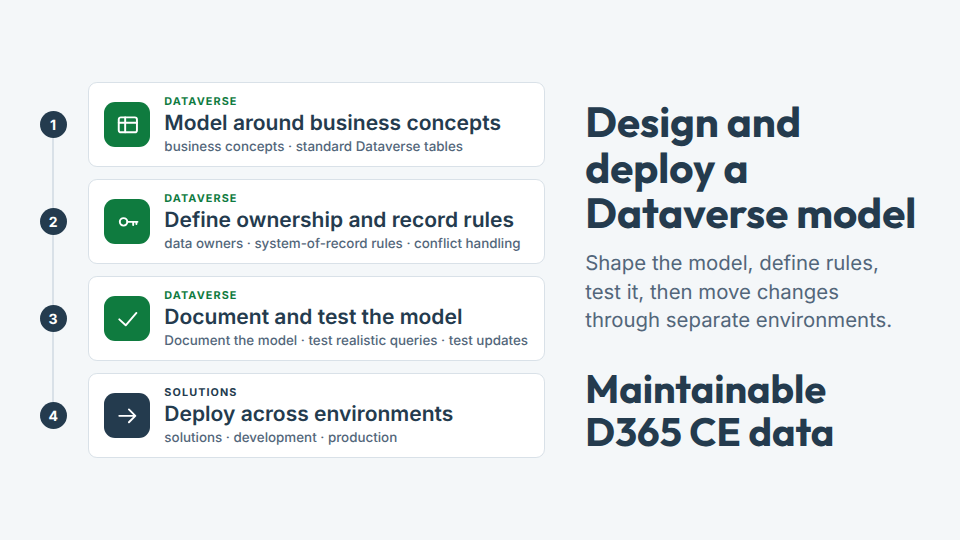 1
DATAVERSE
Model around business concepts
business concepts · standard Dataverse tables
2
DATAVERSE
Define ownership and record rules
data owners · system-of-record rules · conflict handling
3
DATAVERSE
Document and test the model
Document the model · test realistic queries · test updates
4
SOLUTIONS
Deploy across environments
solutions · development · production
Design and
deploy a
Dataverse model
Shape the model, define rules,
test it, then move changes
through separate environments.
Maintainable
D365 CE data